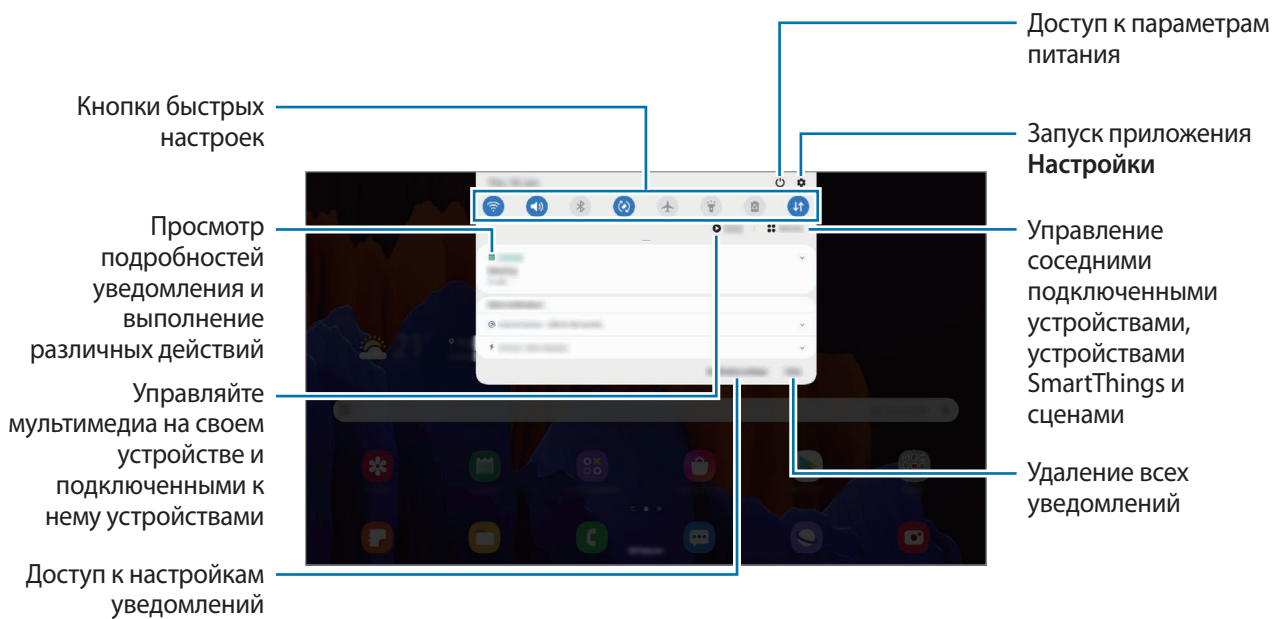 Доступ к параметрам
питания
Кнопки быстрых
настроек
Запуск приложения
Настройки
Просмотр
подробностей
уведомления и
выполнение
различных действий
Управление
соседними
подключенными
устройствами,
устройствами
SmartThings и
сценами
Управляйте
мультимедиа на своем
устройстве и
подключенными к
нему устройствами
Удаление всех
уведомлений
Доступ к настройкам
уведомлений